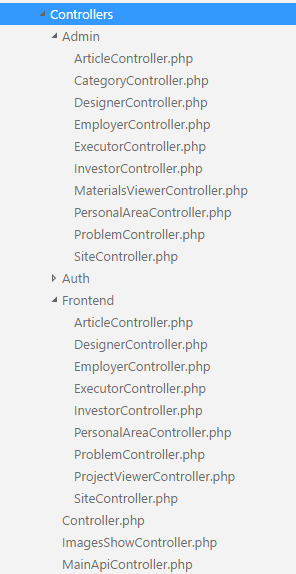 Controllers
Admin
ArticleController.php
CategoryController.php
DesignerController.php
EmployerController.php
ExecutorController.php
InvestorController.php
MaterialsViewerController.php
PersonalAreaController.php
ProblemController.php
SiteController.php
Auth
Frontend
ArticleController.php
DesignerController.php
EmployerController.php
ExecutorController.php
InvestorController.php
PersonalAreaController.php
ProblemController.php
ProjectViewerController.php
SiteController.php
Controller.php
ImagesShowController.php
MainApiController.php